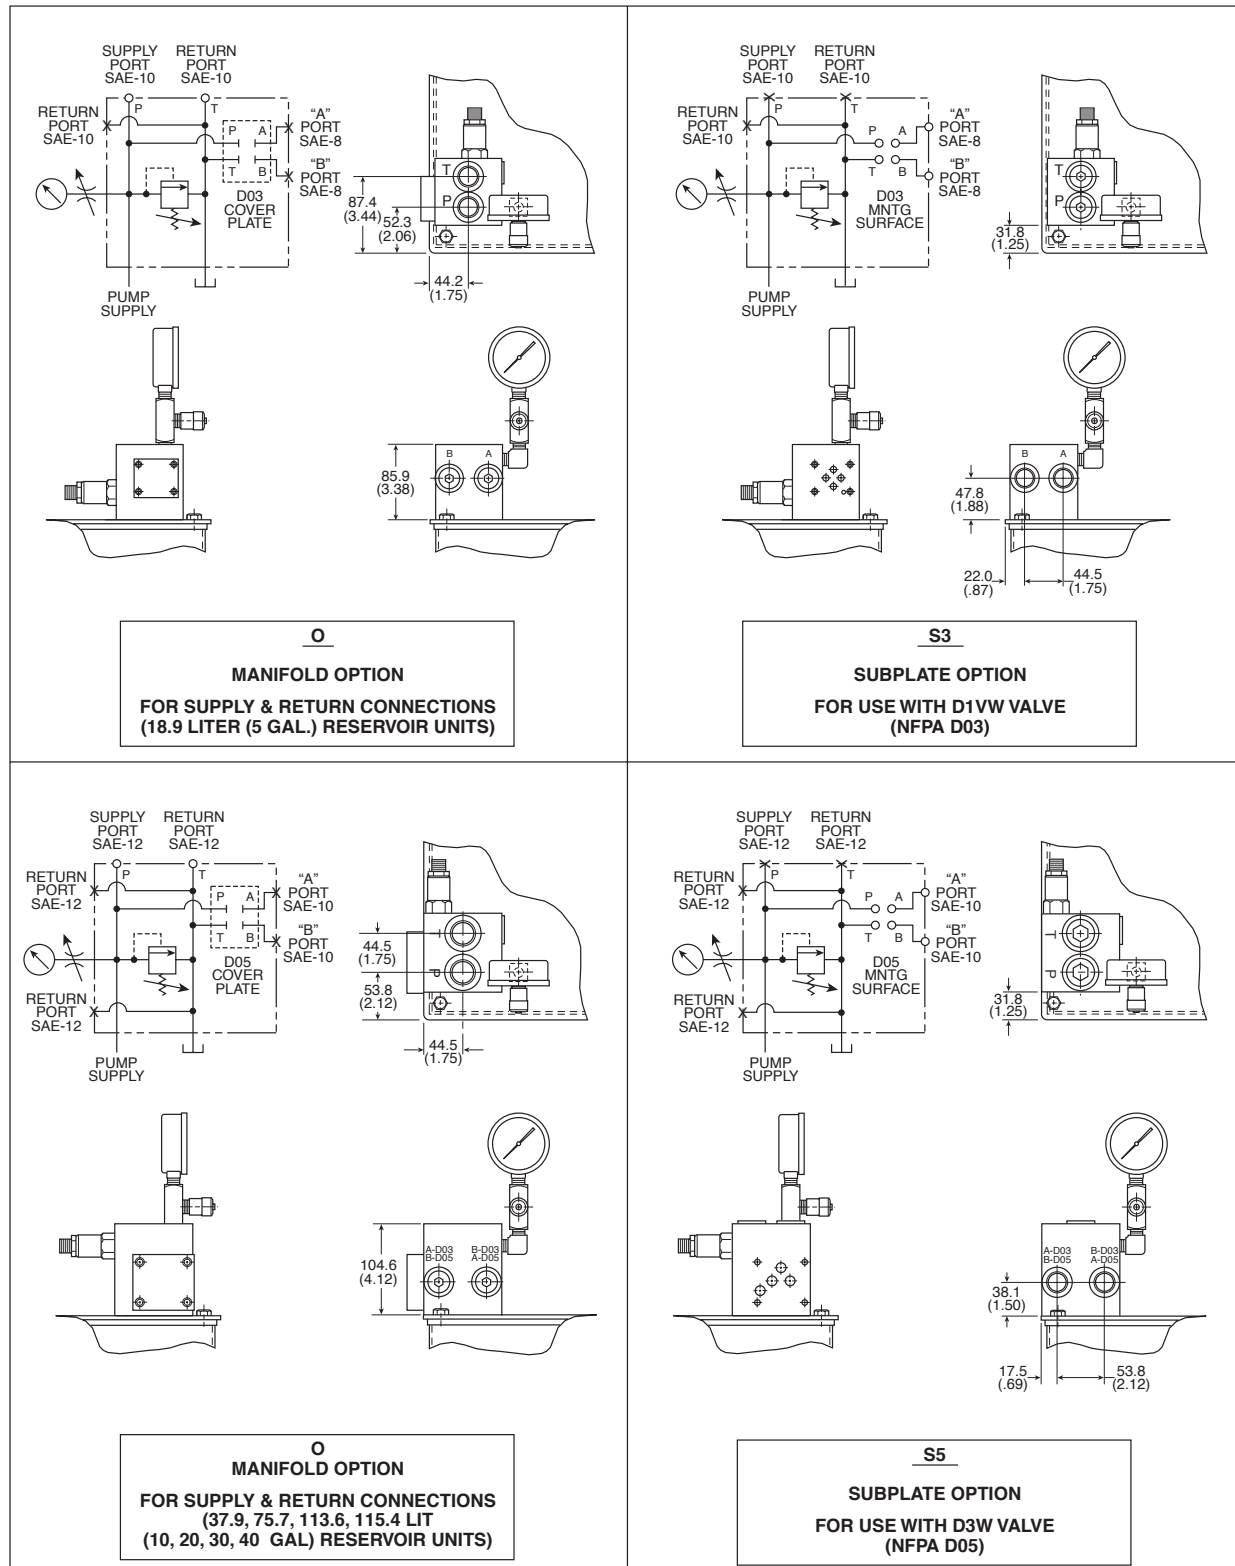 SUPPLY
PORT
SAE-10
RETURN
PORT
SAE-10
RETURN
PORT
SAE-10
P
T
P A
T B
"A"
PORT
SAE-8
"B"
PORT
SAE-8
D03
COVER
PLATE
PUMP
SUPPLY
T
P
87.4
(3.44)
52.3
(2.06)
44.2
(1.75)
B A
85.9
(3.38)
O
MANIFOLD OPTION
FOR SUPPLY & RETURN CONNECTIONS
(18.9 LITER (5 GAL.) RESERVOIR UNITS)
SUPPLY
PORT
SAE-10
RETURN
PORT
SAE-10
RETURN
PORT
SAE-10
P
T
P A
T B
"A"
PORT
SAE-8
"B"
PORT
SAE-8
D03
MNTG
SURFACE
PUMP
SUPPLY
T
P
31.8
(1.25)
B A
47.8
(1.88)
22.0
(.87)
44.5
(1.75)
S3
SUBPLATE OPTION
FOR USE WITH D1VW VALVE
(NFPA D03)
SUPPLY
PORT
SAE-12
RETURN
PORT
SAE-12
RETURN
PORT
SAE-12
P
T
P A
T B
"A"
PORT
SAE-10
"B"
PORT
SAE-10
D05
COVER
PLATE
RETURN
PORT
SAE-12
PUMP
SUPPLY
T
P
44.5
(1.75)
53.8
(2.12)
44.5
(1.75)
A-D03 B-D03
B-D05 A-D05
104.6
(4.12)
O
MANIFOLD OPTION
FOR SUPPLY & RETURN CONNECTIONS
(37.9, 75.7, 113.6, 115.4 LIT
(10, 20, 30, 40 GAL) RESERVOIR UNITS)
SUPPLY
PORT
SAE-12
RETURN
PORT
SAE-12
RETURN
PORT
SAE-12
P
T
P A
T B
"A"
PORT
SAE-10
"B"
PORT
SAE-10
D05
MNTG
SURFACE
RETURN
PORT
SAE-12
PUMP
SUPPLY
T
P
31.8
(1.25)
A-D03 B-D03
B-D05 A-D05
38.1
(1.50)
17.5
(.69)
53.8
(2.12)
S5
SUBPLATE OPTION
FOR USE WITH D3W VALVE
(NFPA D05)